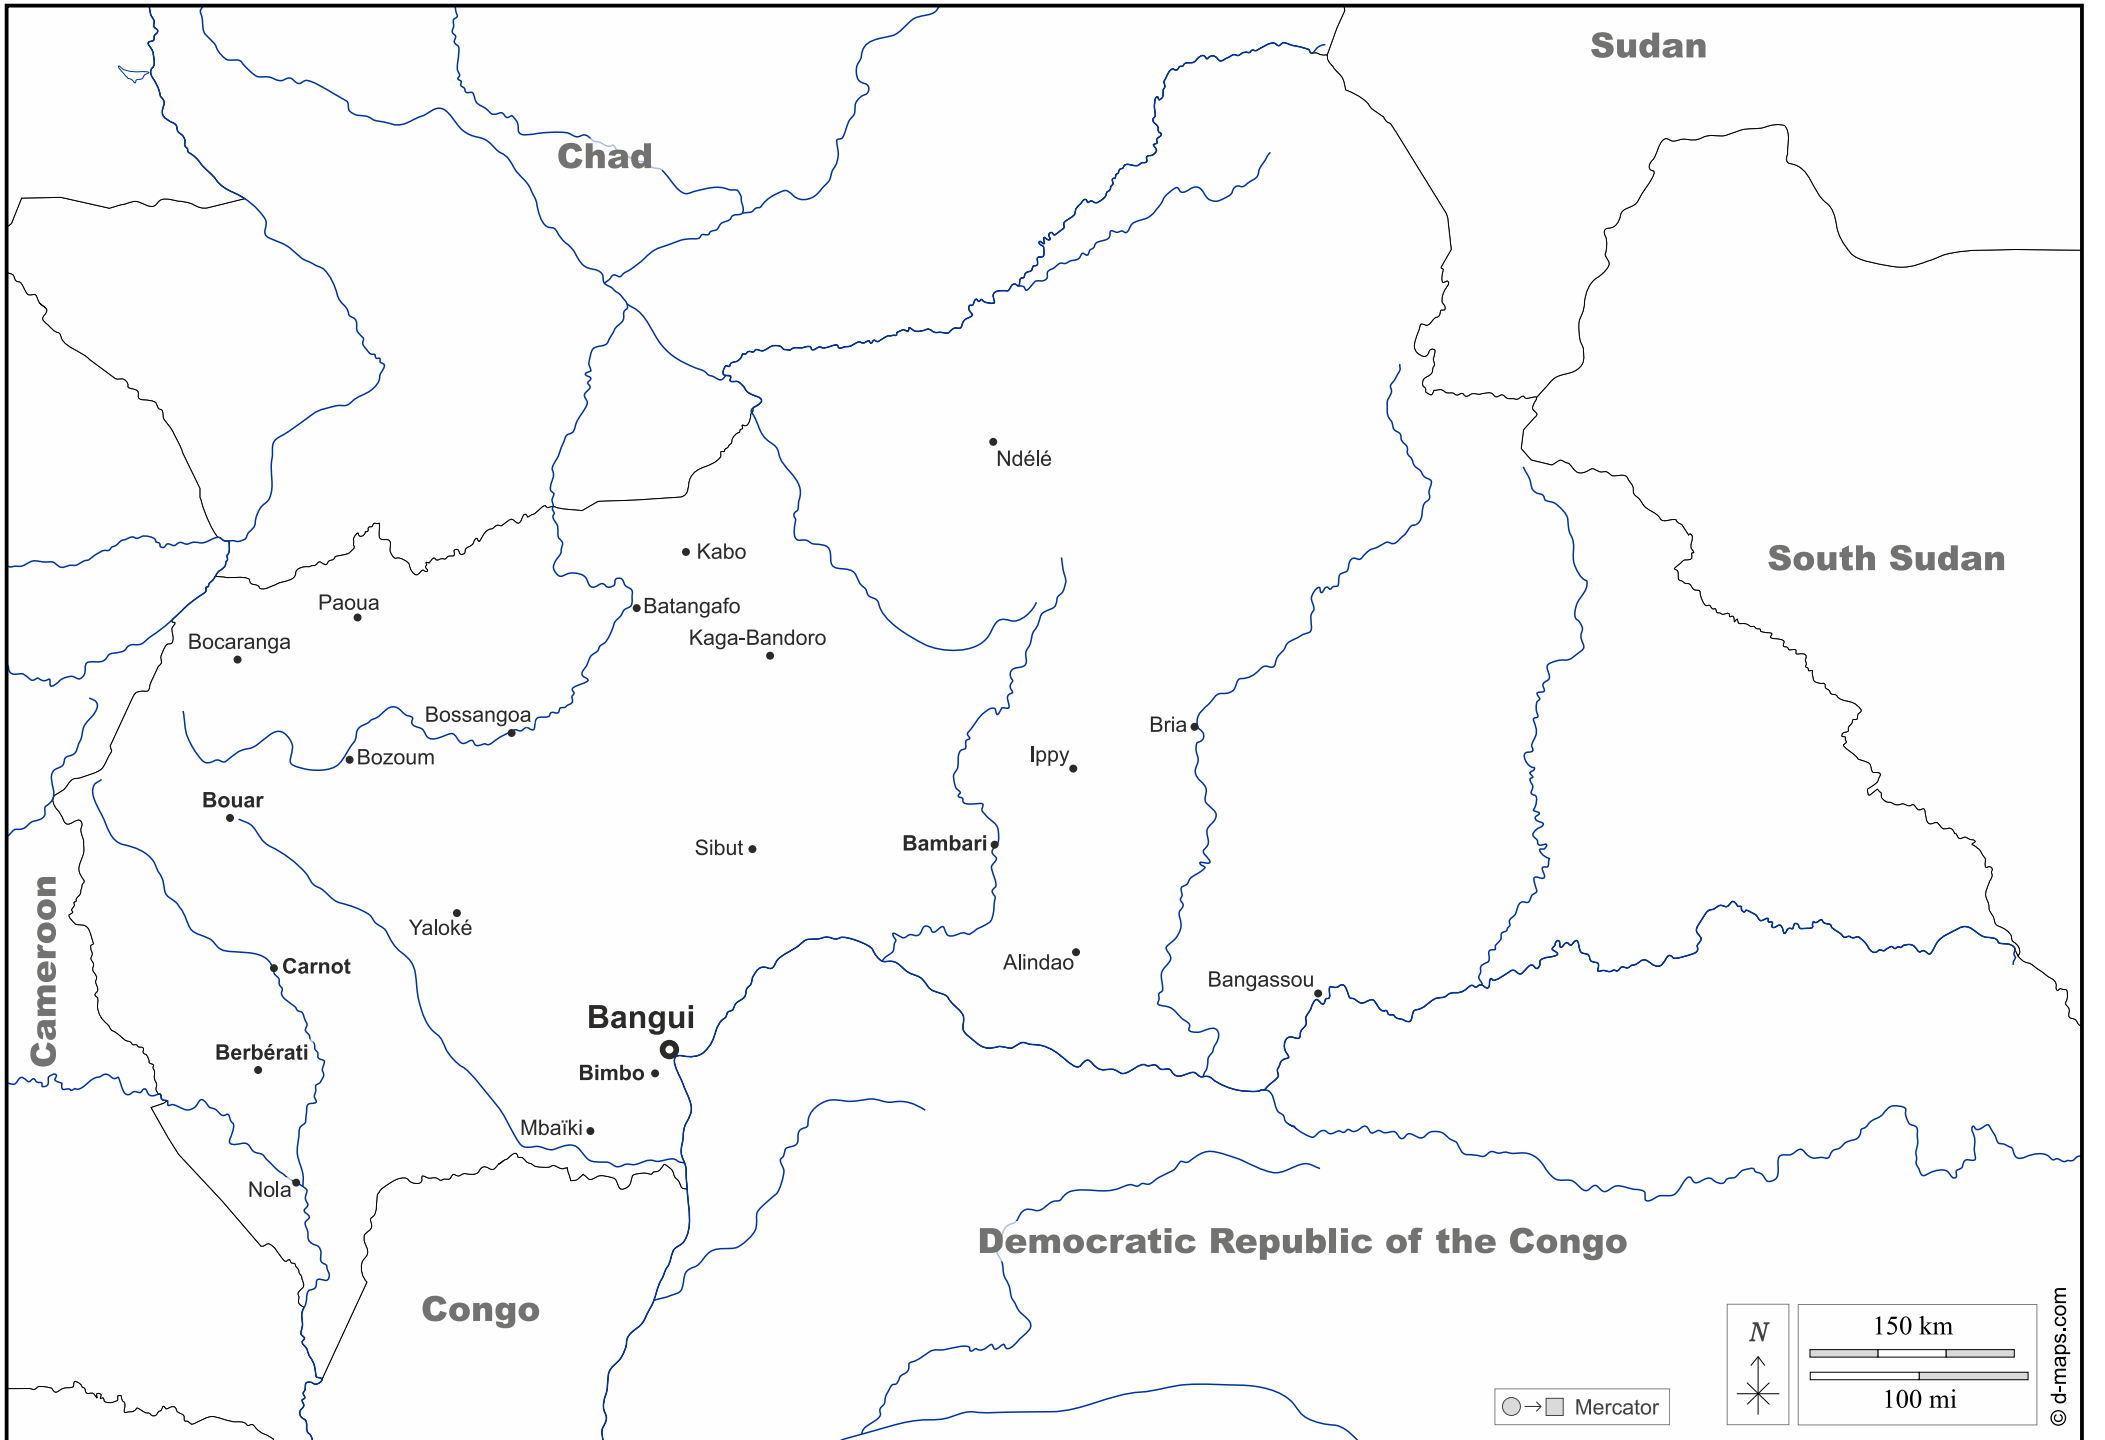 Sudan
Chad
Ndélé
Kabo
South Sudan
Paoua
Batangafo
Bocaranga
Kaga-Bandoro
Bossangoa
Bria
Bozoum
Ippy
Bouar
Sibut
Bambari
Cameroon
Yaloké
Carnot
Alindao
Bangassou
Bangui
Berbérati
Bimbo
Mbaïki
Nola
Democratic Republic of the Congo
Congo
N
150 km
100 mi
Mercator
© d-maps.com